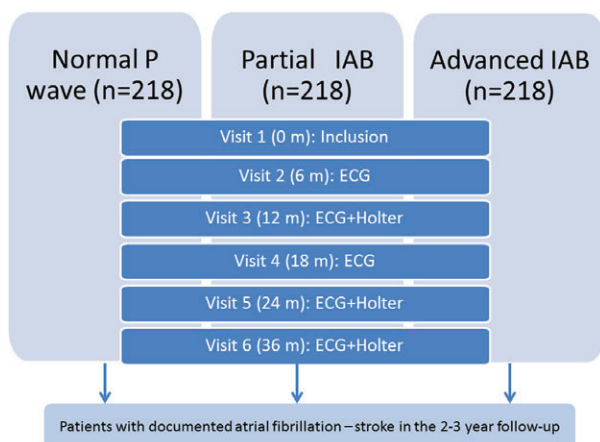 Normal P
wave (n=218)
Partial IAB
(n=218)
Advanced IAB
(n=218)
Visit 1 (0 m): Inclusion
Visit 2 (6 m): ECG
Visit 3 (12 m): ECG+Holter
Visit 4 (18 m): ECG
Visit 5 (24 m): ECG+Holter
Visit 6 (36 m): ECG+Holter
Patients with documented atrial fibrillation – stroke in the 2-3 year follow-up